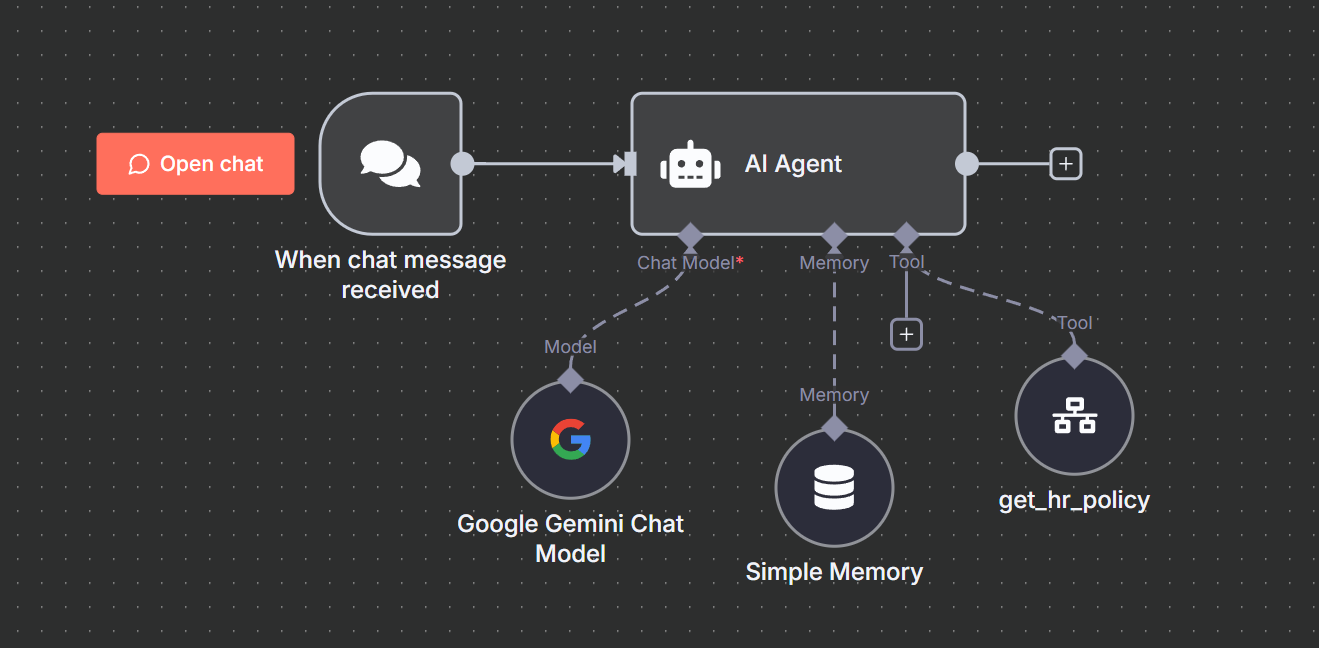 Open chat
AI Agent
When chat message
received
Chat Model*
Memory
Tool
Tool
Model
Memory
Google Gemini Chat
Model
Simple Memory
get_hr_policy